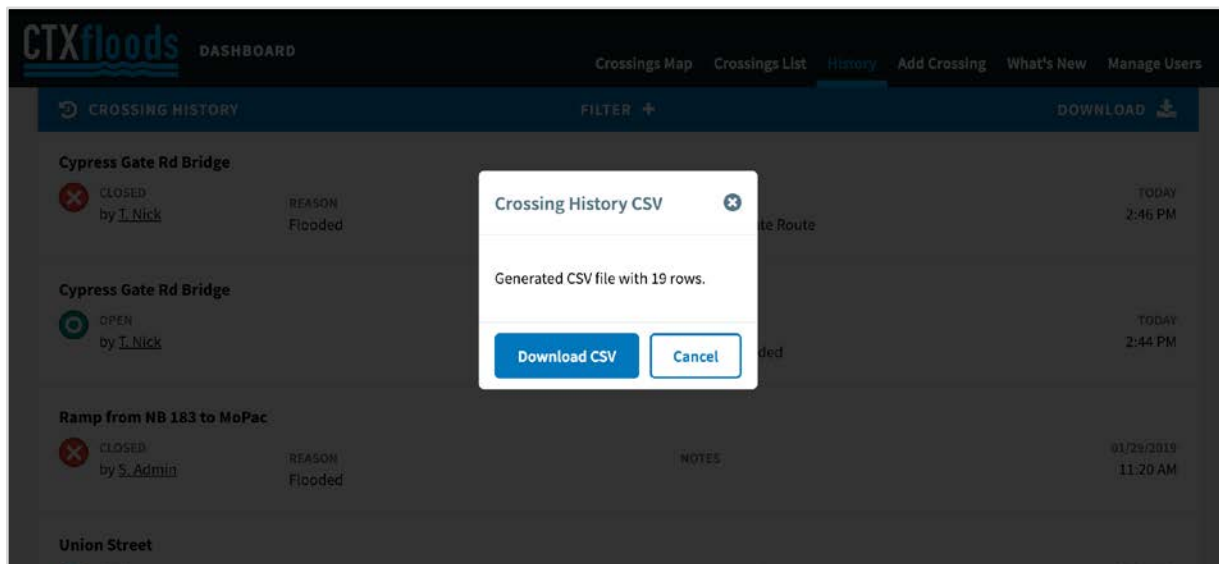 CTXfloods DASHBOARD
Crossings Map Crossings List History Add Crossing What's New Manage Users
CROSSING HISTORY FILTER + DOWNLOAD
Cypress Gate Rd Bridge
CLOSED
by T. Nick
REASON
Flooded
te Route
TODAY
2:46 PM
Crossing History CSV
Generated CSV file with 19 rows.
Download CSV Cancel
Cypress Gate Rd Bridge
OPEN
by T. Nick
ded
TODAY
2:44 PM
Ramp from NB 183 to MoPac
CLOSED
by S. Admin
REASON
Flooded
NOTES
01/29/2019
11:20 AM
Union Street